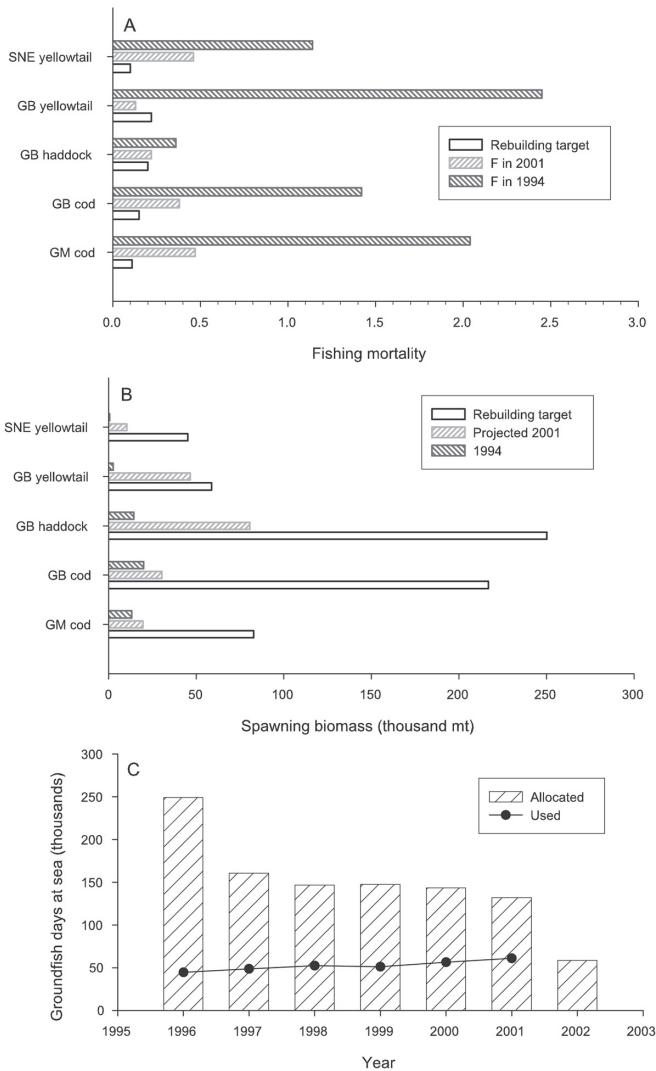 A
SNE yellowtail
GB yellowtail
GB haddock
GB cod
GM cod
Rebuilding target
F in 2001
F in 1994
0.0 0.5 1.0 1.5 2.0 2.5 3.0
Fishing mortality
B
SNE yellowtail
GB yellowtail
GB haddock
GB cod
GM cod
Rebuilding target
Projected 2001
1994
0 50 100 150 200 250 300
Spawning biomass (thousand mt)
C
Groundfish days at sea (thousands)
300
250
200
150
100
50
0
Allocated
Used
1995 1996 1997 1998 1999 2000 2001 2002 2003
Year